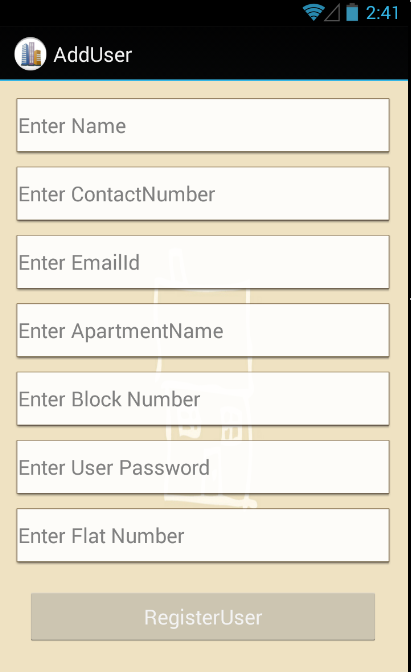 2:41
AddUser
Enter Name
Enter ContactNumber
Enter EmailId
Enter ApartmentName
Enter Block Number
Enter User Password
Enter Flat Number
RegisterUser